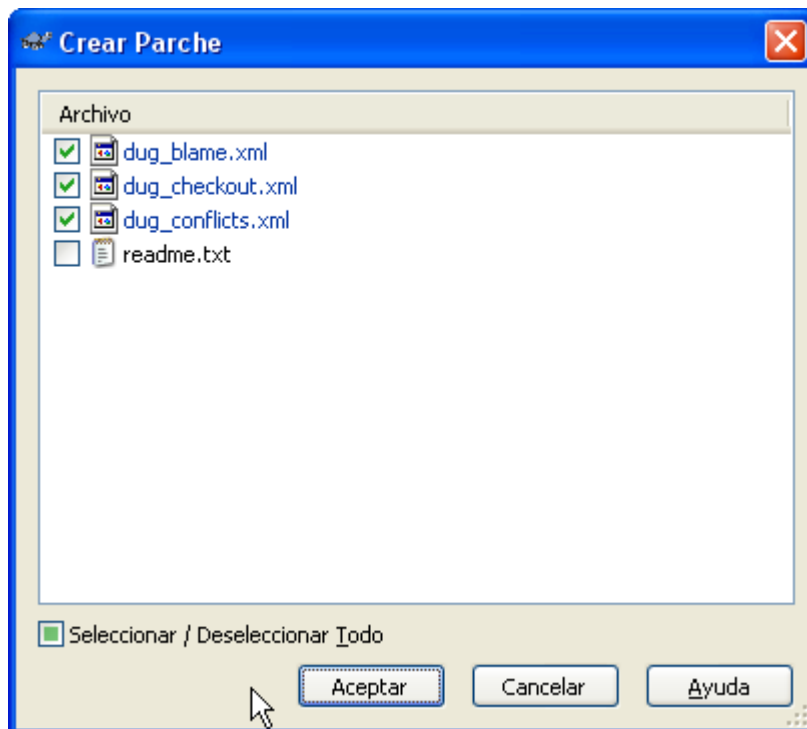 Crear Parche
Archivo
dug_blame.xml
dug_checkout.xml
dug_conflicts.xml
readme.txt
Seleccionar / Deseleccionar Todo
Aceptar Cancelar Ayuda